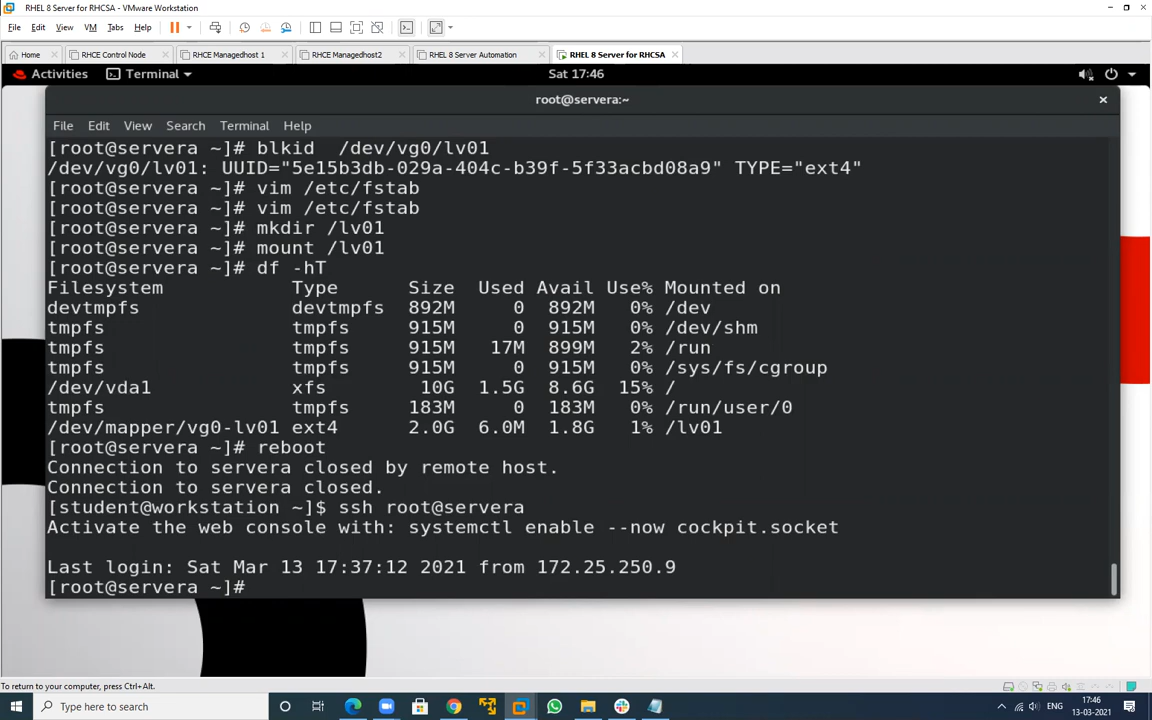 RHEL 8 Server for RHCSA - VMware Workstation
File Edit View VM Tabs Help
Home RHCE Control Node RHCE Managedhost 1 RHCE Managedhost2 RHEL 8 Server Automation RHEL 8 Server for RHCSA
Activities Terminal Sat 17:46
root@servera:~
File Edit View Search Terminal Help
[root@servera ~]# blkid  /dev/vg0/lv01
/dev/vg0/lv01: UUID="5e15b3db-029a-404c-b39f-5f33acbd08a9" TYPE="ext4"
[root@servera ~]# vim /etc/fstab
[root@servera ~]# vim /etc/fstab
[root@servera ~]# mkdir /lv01
[root@servera ~]# mount /lv01
[root@servera ~]# df -hT
Filesystem Type Size Used Avail Use% Mounted on
devtmpfs devtmpfs 892M 0 892M 0% /dev
tmpfs tmpfs 915M 0 915M 0% /dev/shm
tmpfs tmpfs 915M 17M 899M 2% /run
tmpfs tmpfs 915M 0 915M 0% /sys/fs/cgroup
/dev/vda1 xfs 10G 1.5G 8.6G 15% /
tmpfs tmpfs 183M 0 183M 0% /run/user/0
/dev/mapper/vg0-lv01 ext4 2.0G 6.0M 1.8G 1% /lv01
[root@servera ~]# reboot
Connection to servera closed by remote host.
Connection to servera closed.
[student@workstation ~]$ ssh root@servera
Activate the web console with: systemctl enable --now cockpit.socket
Last login: Sat Mar 13 17:37:12 2021 from 172.25.250.9
[root@servera ~]#
To return to your computer, press Ctrl+Alt.
Type here to search
ENG
17:46
13-03-2021